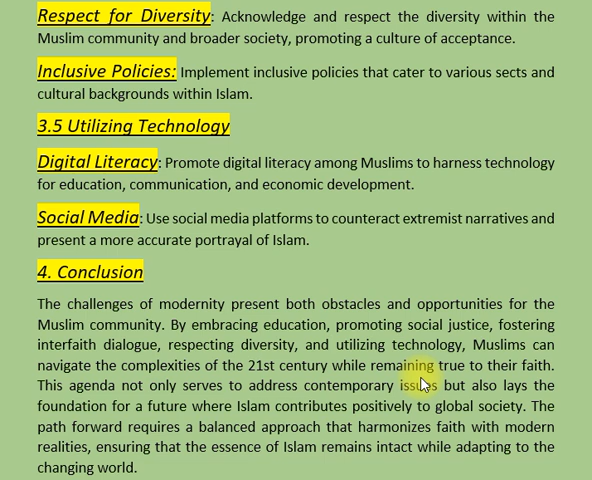 Respect for Diversity: Acknowledge and respect the diversity within the
Muslim community and broader society, promoting a culture of acceptance.
Inclusive Policies: Implement inclusive policies that cater to various sects and
cultural backgrounds within Islam.
3.5 Utilizing Technology
Digital Literacy: Promote digital literacy among Muslims to harness technology
for education, communication, and economic development.
Social Media: Use social media platforms to counteract extremist narratives and
present a more accurate portrayal of Islam.
4. Conclusion
The challenges of modernity present both obstacles and opportunities for the
Muslim community. By embracing education, promoting social justice, fostering
interfaith dialogue, respecting diversity, and utilizing technology, Muslims can
navigate the complexities of the 21st century while remaining true to their faith.
This agenda not only serves to address contemporary issues but also lays the
foundation for a future where Islam contributes positively to global society. The
path forward requires a balanced approach that harmonizes faith with modern
realities, ensuring that the essence of Islam remains intact while adapting to the
changing world.